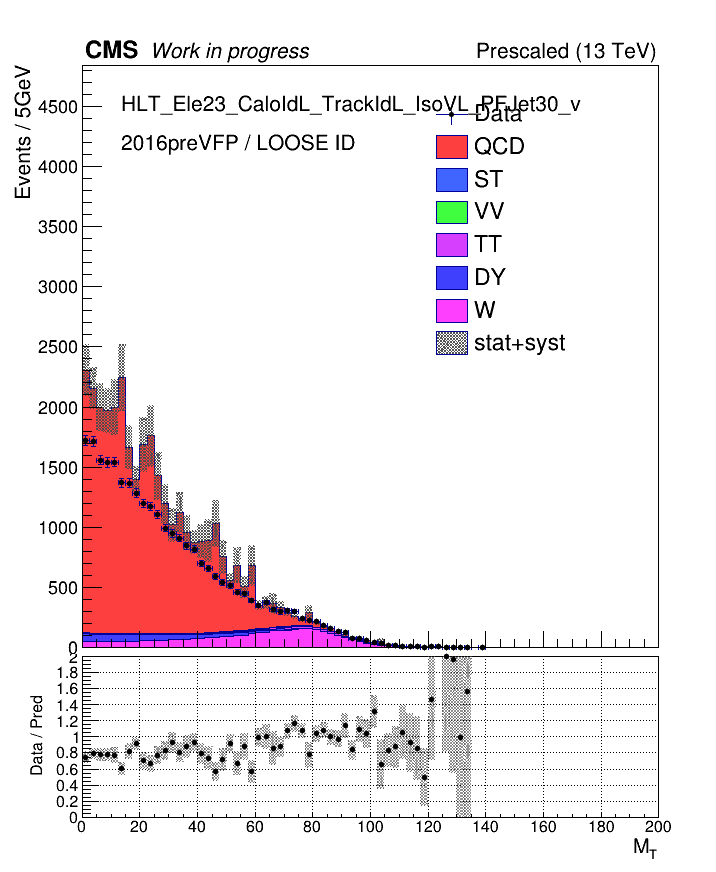 CMS Work in progress Prescaled (13 TeV)
Events / 5GeV
HLT_Ele23_CaloIdL_TrackIdL_IsoVL_PFJet30_v
2016preVFP / LOOSE ID
Data
QCD
ST
VV
TT
DY
W
stat+syst
4500
4000
3500
3000
2500
2000
1500
1000
500
0
Data / Pred
2
1.8
1.6
1.4
1.2
1
0.8
0.6
0.4
0.2
0
0 20 40 60 80 100 120 140 160 180 200
M_T